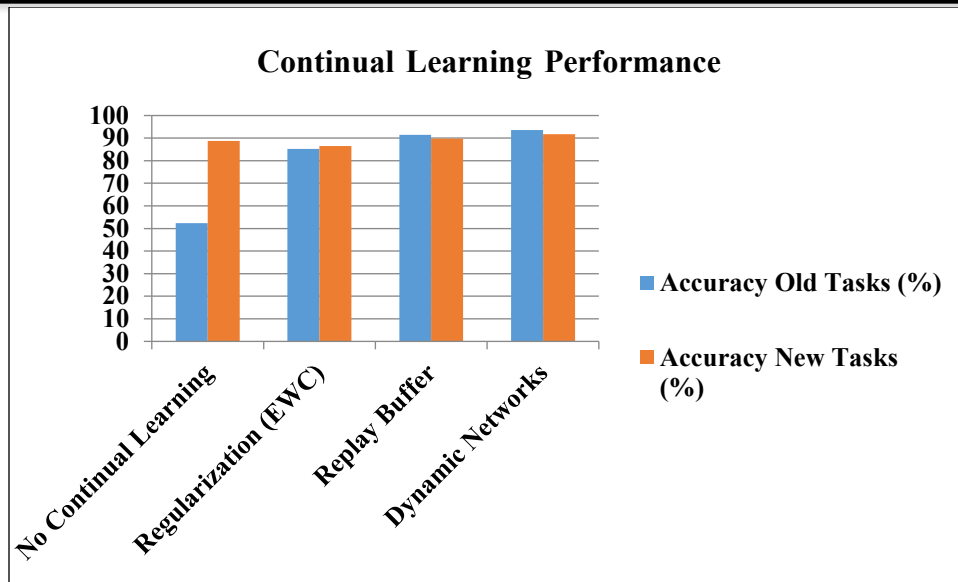 Continual Learning Performance
100
90
80
70
60
50
40
30
20
10
0
No Continual Learning
Regularization (EWC)
Replay Buffer
Dynamic Networks
Accuracy Old Tasks (%)
Accuracy New Tasks
(%)